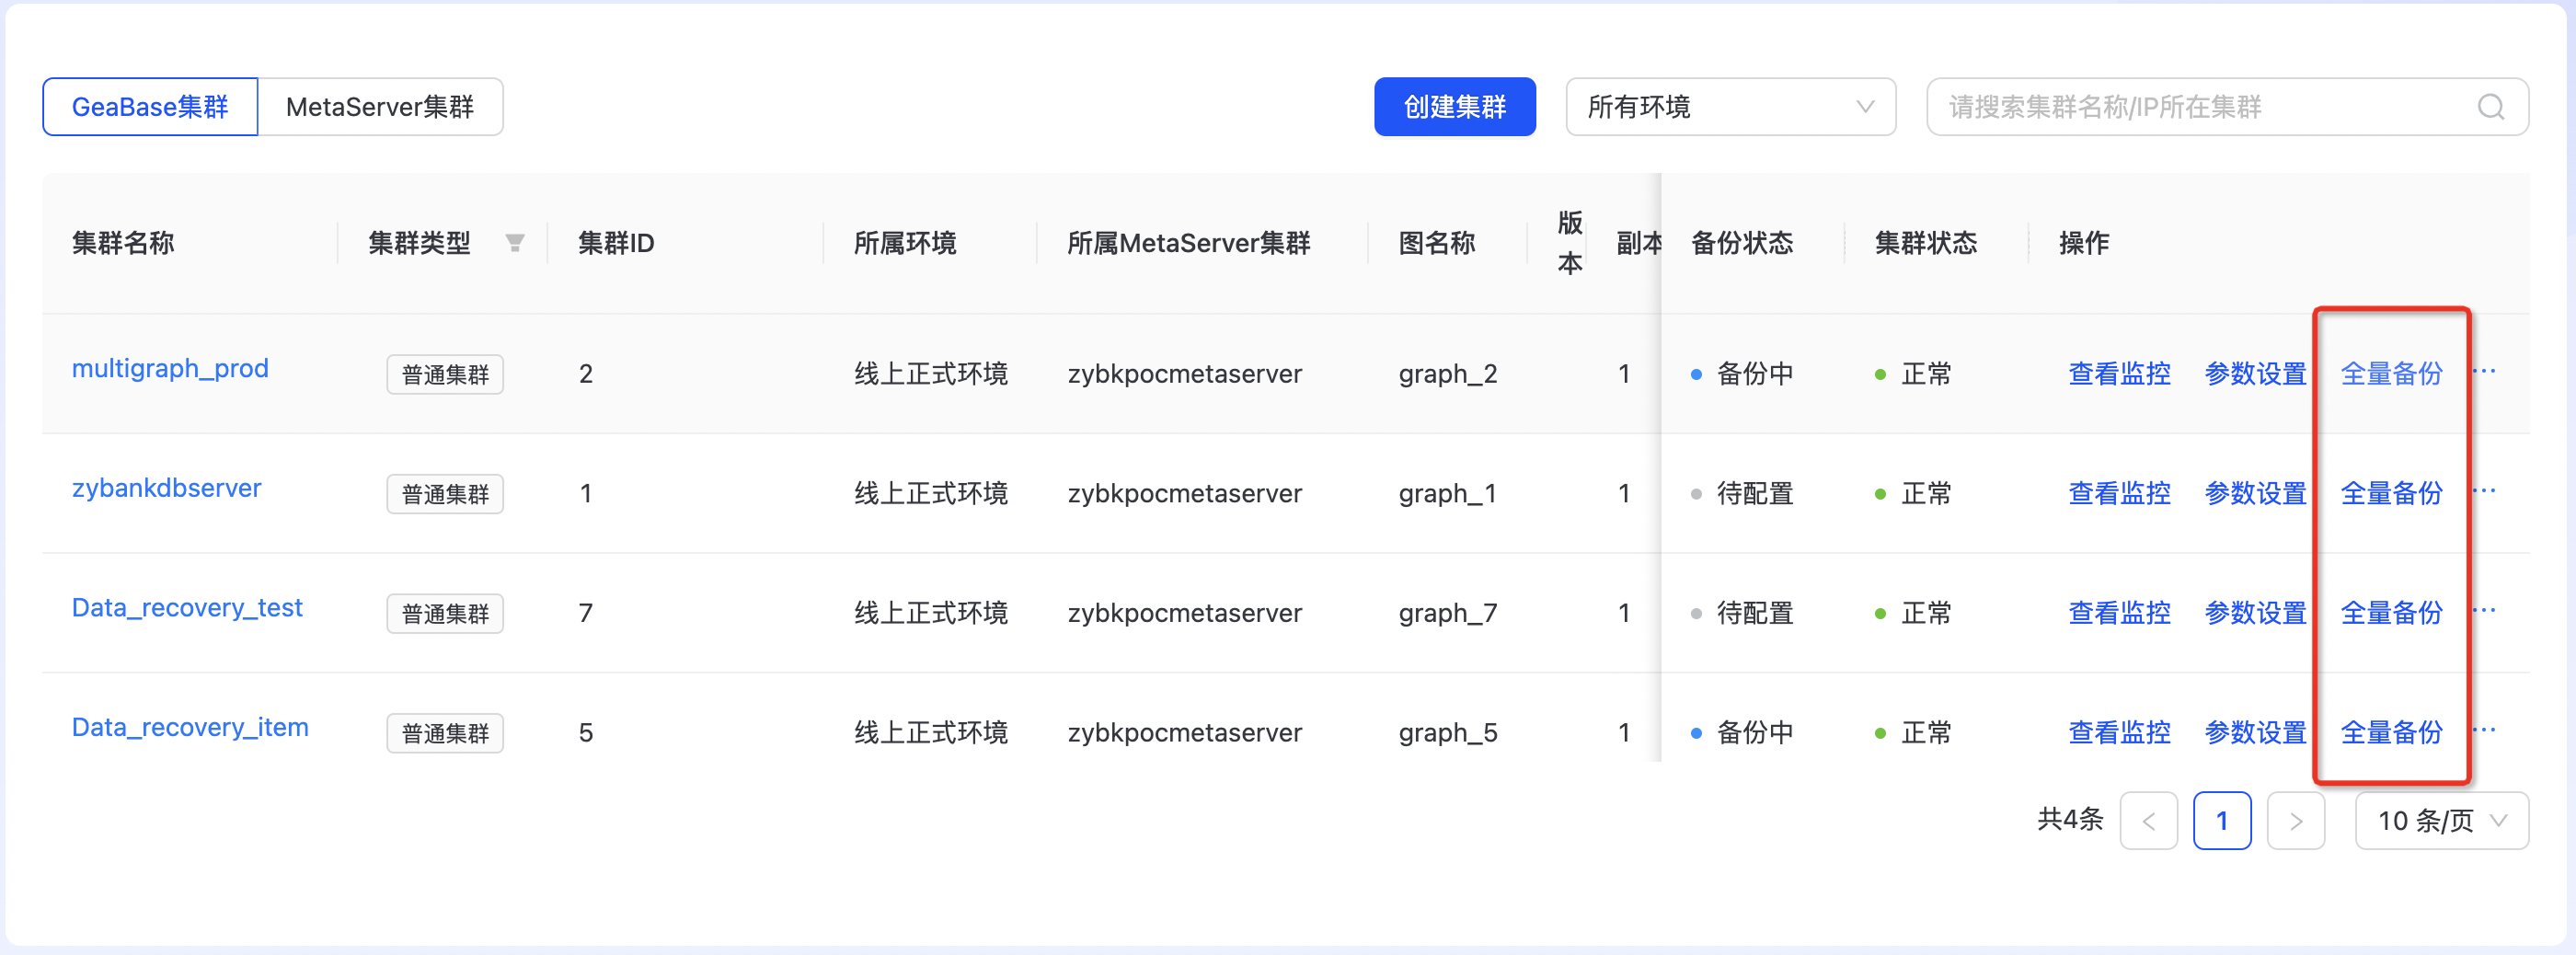 GeaBase集群 MetaServer集群 创建集群 所有环境 请搜索集群名称/IP所在集群
集群名称 集群类型 集群ID 所属环境 所属MetaServer集群 图名称 版本 副本 备份状态 集群状态 操作
multigraph_prod 普通集群 2 线上正式环境 zybkpocmetaserver graph_2 1 备份中 正常 查看监控 参数设置 全量备份 ···
zybankdbserver 普通集群 1 线上正式环境 zybkpocmetaserver graph_1 1 待配置 正常 查看监控 参数设置 全量备份 ···
Data_recovery_test 普通集群 7 线上正式环境 zybkpocmetaserver graph_7 1 待配置 正常 查看监控 参数设置 全量备份 ···
Data_recovery_item 普通集群 5 线上正式环境 zybkpocmetaserver graph_5 1 备份中 正常 查看监控 参数设置 全量备份 ···
共4条 < 1 > 10 条/页